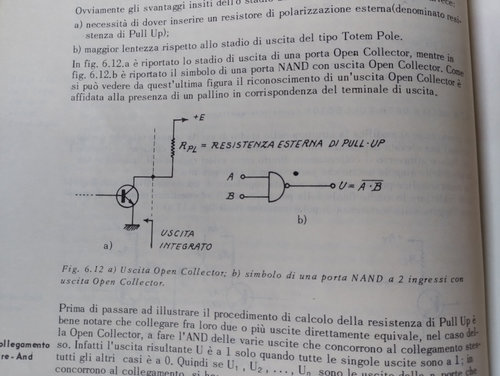 Ovviamente gli svantaggi insiti dell'o
a) necessità di dover inserire un resistore di polarizzazione esterna(denominato resi-
stenza di Pull Up);
b) maggior lentezza rispetto allo stadio di uscita del tipo Totem Pole.
In fig. 6.12.a è riportato lo stadio di uscita di una porta Open Collector, mentre in
fig. 6.12.b è riportato il simbolo di una porta NAND con uscita Open Collector. Come
si può vedere da quest'ultima figura il riconoscimento di un'uscita Open Collector è
affidata alla presenza di un pallino in corrispondenza del terminale di uscita.
+E
RPL = RESISTENZA ESTERNA DI PULL-UP
A
B
U = A·B
b)
USCITA
INTEGRATO
a)
Fig. 6.12 a) Uscita Open Collector; b) simbolo di una porta NAND a 2 ingressi con
uscita Open Collector.
Prima di passare ad illustrare il procedimento di calcolo della resistenza di Pull Up è
bene notare che collegare fra loro due o più uscite direttamente equivale, nel caso del-
la Open Collector, a fare l'AND delle varie uscite che concorrono al collegamento stes-
ollegamento
so. Infatti l'uscita risultante U è a 1 solo quando tutte le singole uscite sono a 1; in
re-And
tutti gli altri casi è a 0. Quindi se U1, U2, ..., Un sono le uscite delle n porte che
concorrono al collegamento, si